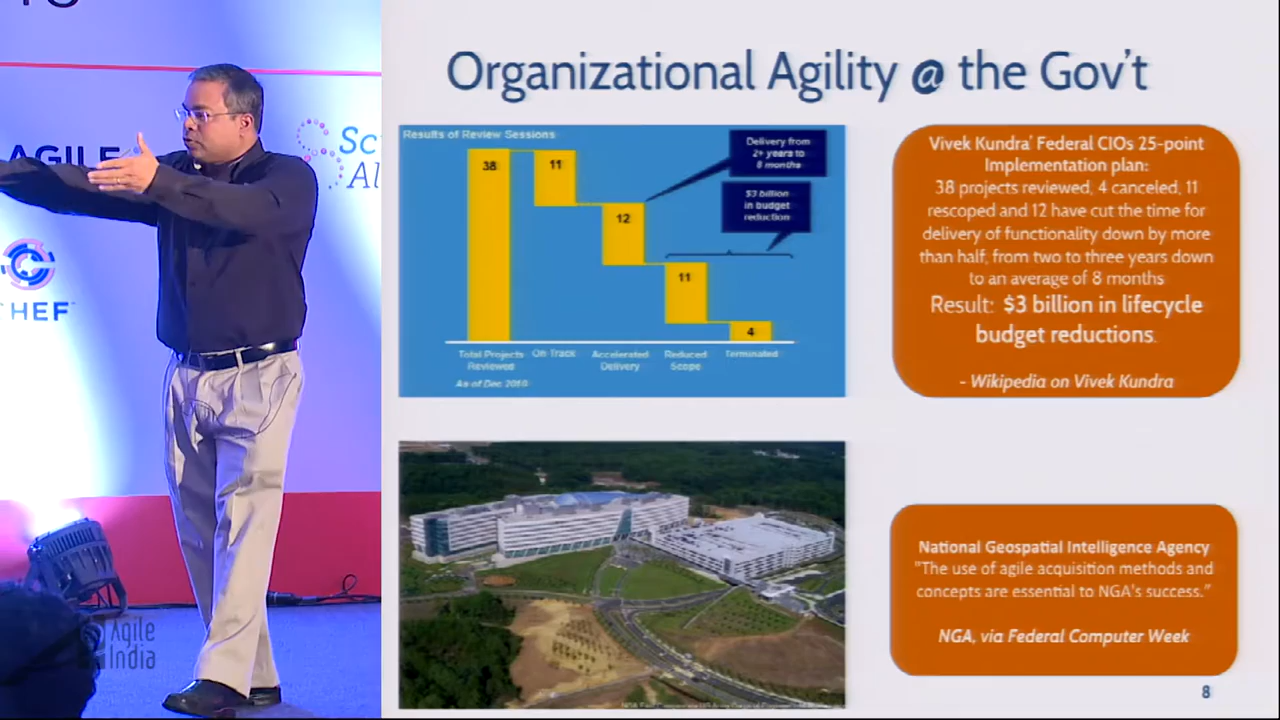 Organizational Agility @ the Gov't
Results of Review Sessions
38
11
12
11
4
Delivery from
2+ years to
8 months
$3 billion
in budget
reduction
Total Projects
Reviewed
On-Track
Accelerated
Delivery
Reduced
Scope
Terminated
As of Dec 2010
Vivek Kundra' Federal CIOs 25-point
Implementation plan:
38 projects reviewed, 4 canceled, 11
rescoped and 12 have cut the time for
delivery of functionality down by more
than half, from two to three years down
to an average of 8 months
Result: $3 billion in lifecycle
budget reductions.
- Wikipedia on Vivek Kundra
National Geospatial Intelligence Agency
"The use of agile acquisition methods and
concepts are essential to NGA's success."
NGA, via Federal Computer Week
8
AGILE
Sc
Al
HEF
Agile
India